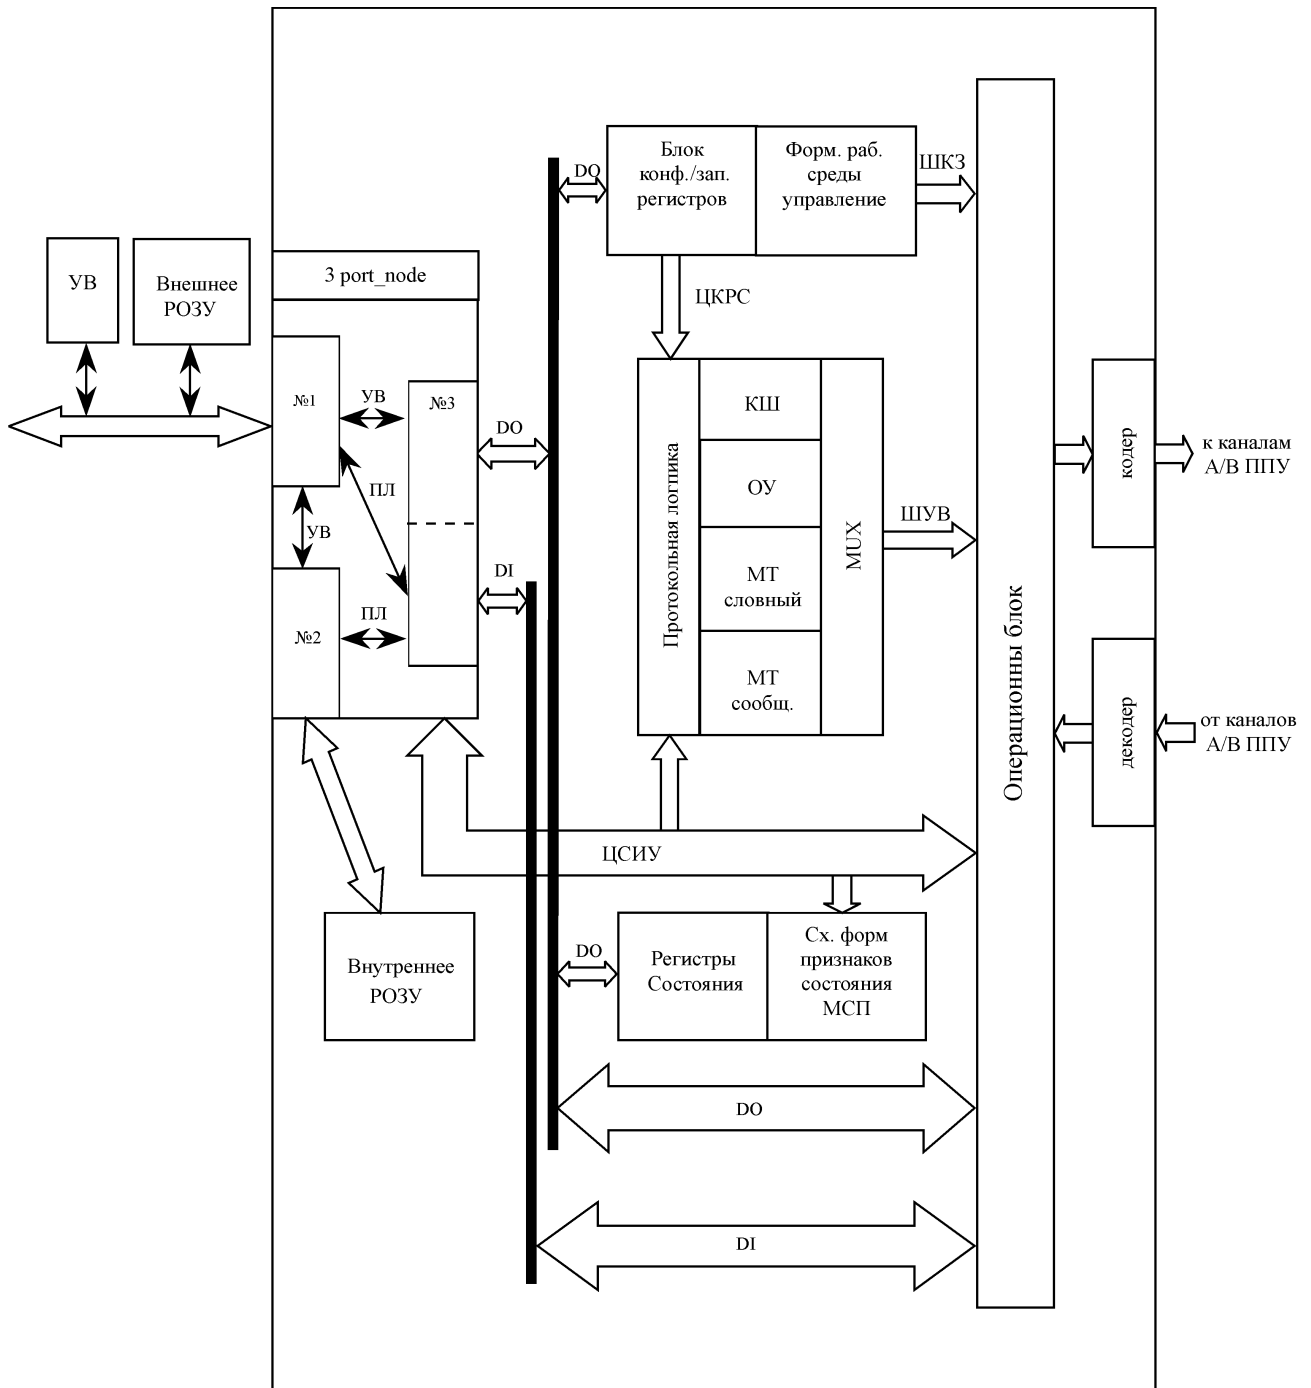 Блок
конф./зап.
регистров
Форм. раб.
среды
управление
ШКЗ
DO
ЦКРС
УВ
Внешнее
РОЗУ
3 port_node
№1
УВ
№3
DO
ПЛ
УВ
DI
№2
ПЛ
Протокольная логпика
КШ
ОУ
МТ
словный
МТ
сообщ.
MUX
ШУВ
Операционны блок
кодер
к каналам
А/В ППУ
декодер
от каналов
А/В ППУ
ЦСИУ
Внутреннее
РОЗУ
DO
Регистры
Состояния
Сх. форм
признаков
состояния
МСП
DO
DI